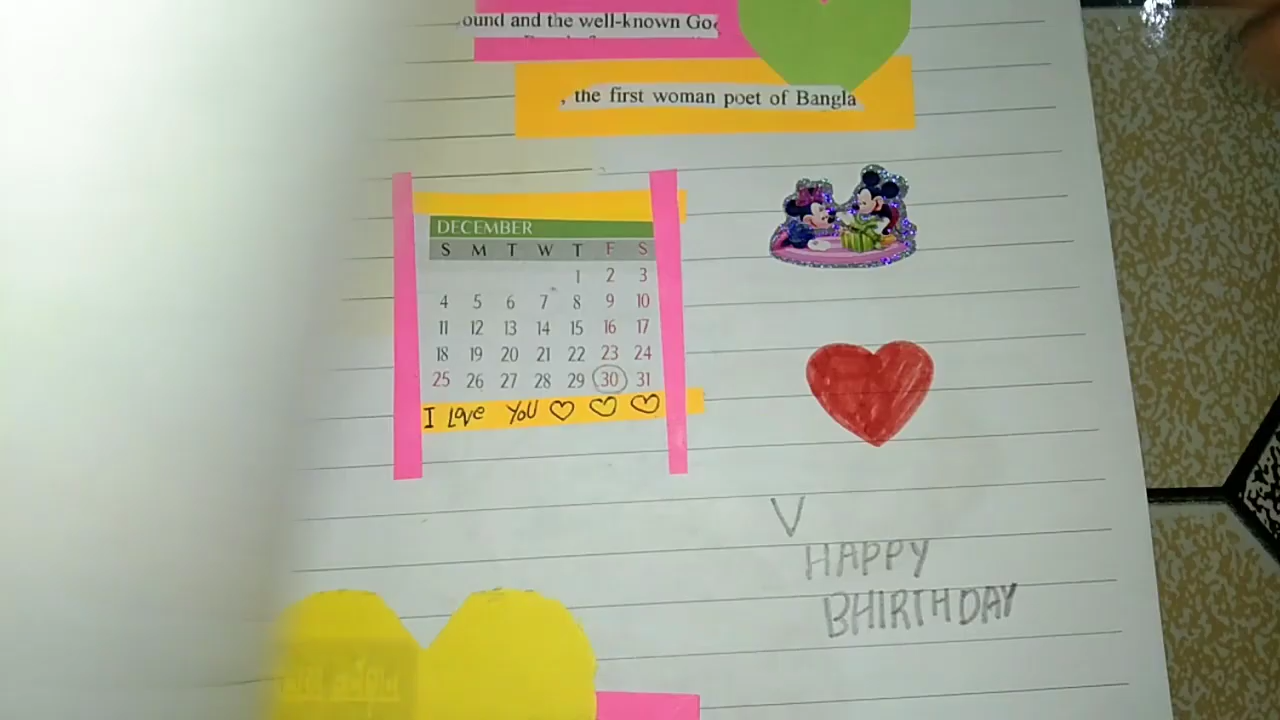 ound and the well-known Go
, the first woman poet of Bangla
DECEMBER
S M T W T F S
1 2 3
4 5 6 7 8 9 10
11 12 13 14 15 16 17
18 19 20 21 22 23 24
25 26 27 28 29 30 31
I Love YOU
V
HAPPY
BHIRTHDAY